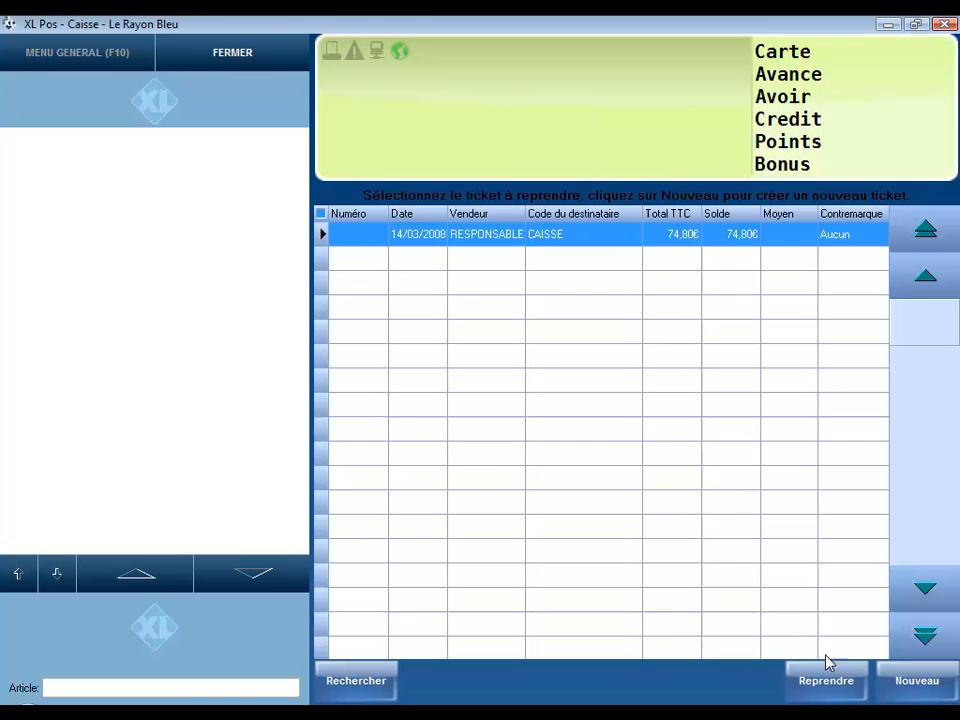 XL Pos - Caisse - Le Rayon Bleu
MENU GENERAL (F10) FERMER
XL
Carte
Avance
Avoir
Credit
Points
Bonus
Sélectionnez le ticket à reprendre, cliquez sur Nouveau pour créer un nouveau ticket.
Numéro Date Vendeur Code du destinataire Total TTC Solde Moyen Contremarque
14/03/2008 RESPONSABLE CAISSE 74,80€ 74,80€ Aucun
XL
Article:
Rechercher Reprendre Nouveau